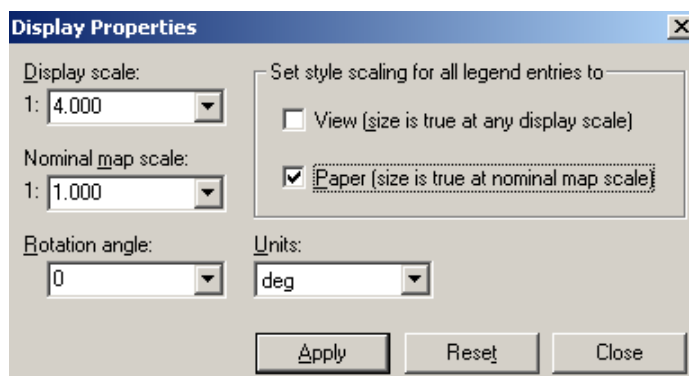 Display Properties
Display scale:
1: 4.000
Nominal map scale:
1: 1.000
Rotation angle:
0
Set style scaling for all legend entries to
View (size is true at any display scale)
Paper (size is true at nominal map scale)
Units:
deg
Apply
Reset
Close